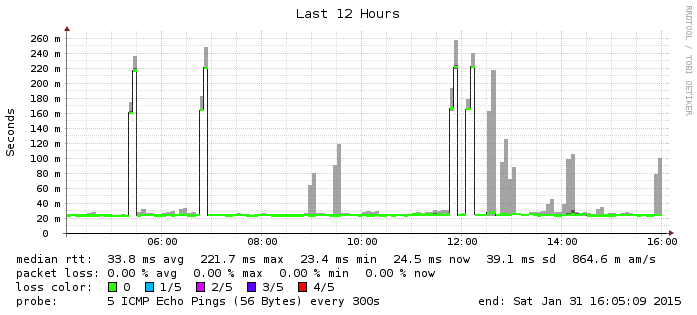 Last 12 Hours
RRDTOOL / TOBI OETIKER
Seconds
260 m
240 m
220 m
200 m
180 m
160 m
140 m
120 m
100 m
80 m
60 m
40 m
20 m
0
06:00 08:00 10:00 12:00 14:00 16:00
median rtt: 33.8 ms avg 221.7 ms max 23.4 ms min 24.5 ms now 39.1 ms sd 864.6 m am/s
packet loss: 0.00 % avg 0.00 % max 0.00 % min 0.00 % now
loss color: 0 1/5 2/5 3/5 4/5
probe: 5 ICMP Echo Pings (56 Bytes) every 300s end: Sat Jan 31 16:05:09 2015